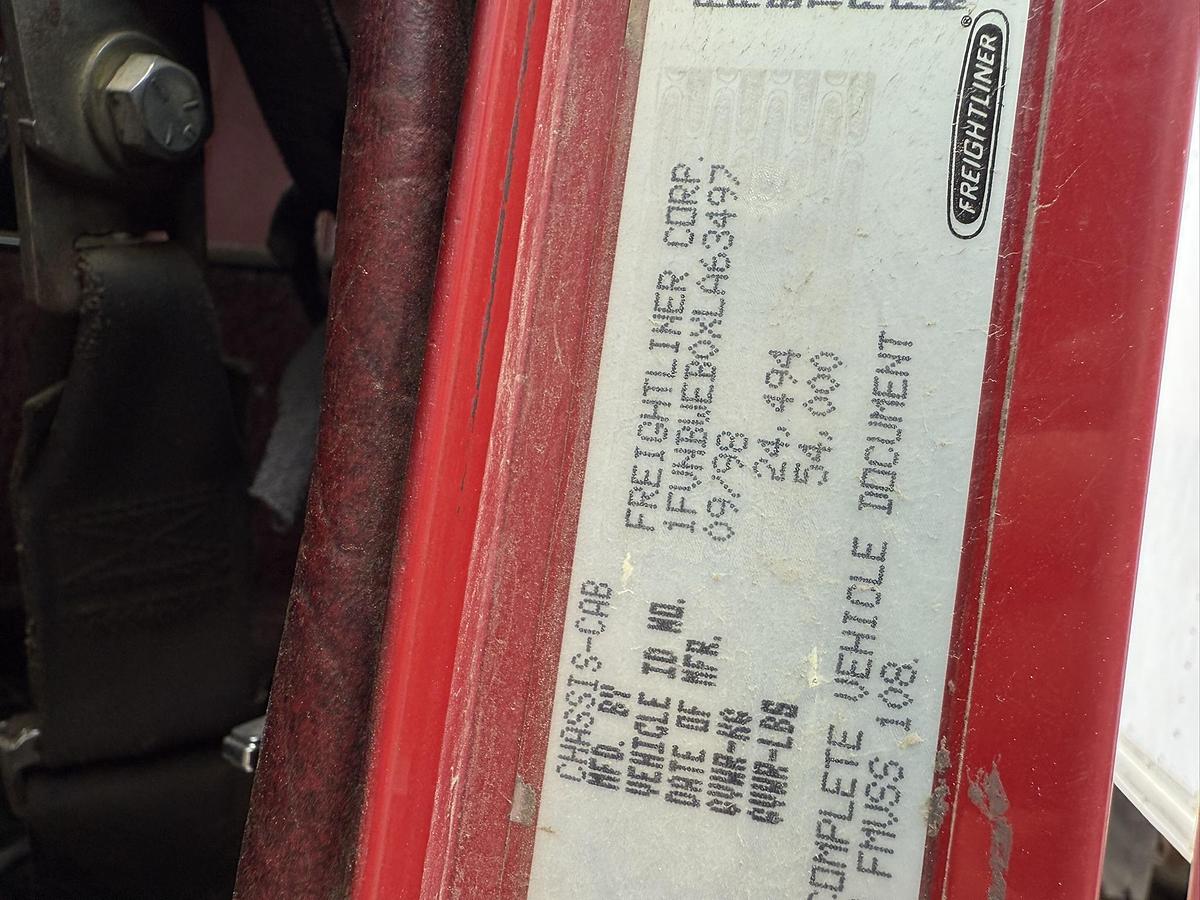 CHASSIS-CAB
MFD. BY FREIGHTLINER CORP.
VEHICLE ID NO. 1FVNBWEB0XLA63497
DATE OF MFR. 09/98
GVWR-KG 24,494
GVWR-LBS 54,000
COMPLETE VEHICLE DOCUMENT
FMVSS 108.
FREIGHTLINER®